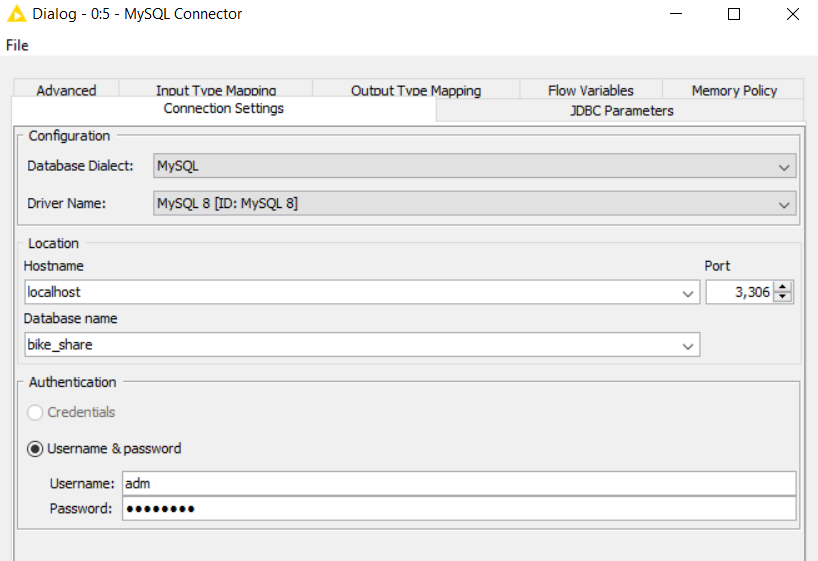 Dialog - 0:5 - MySQL Connector
File
Advanced Input Type Mapping Output Type Mapping Flow Variables Memory Policy
Connection Settings JDBC Parameters
Configuration
Database Dialect: MySQL
Driver Name: MySQL 8 [ID: MySQL 8]
Location
Hostname Port
localhost 3,306
Database name
bike_share
Authentication
Credentials
Username & password
Username: adm
Password: ●●●●●●●●